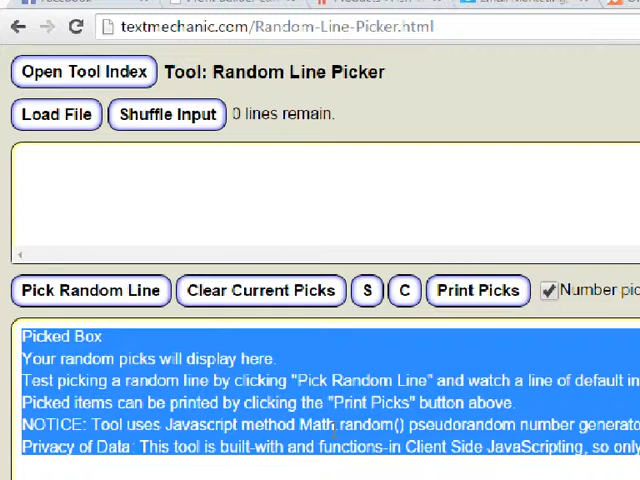 textmechanic.com/Random-Line-Picker.html
Open Tool Index Tool: Random Line Picker
Load File Shuffle Input 0 lines remain.
Pick Random Line Clear Current Picks S C Print Picks Number pic
Picked Box
Your random picks will display here.
Test picking a random line by clicking "Pick Random Line" and watch a line of default in
Picked items can be printed by clicking the "Print Picks" button above.
NOTICE: Tool uses Javascript method Math.random() pseudorandom number generato
Privacy of Data: This tool is built-with and functions-in Client Side JavaScripting, so only